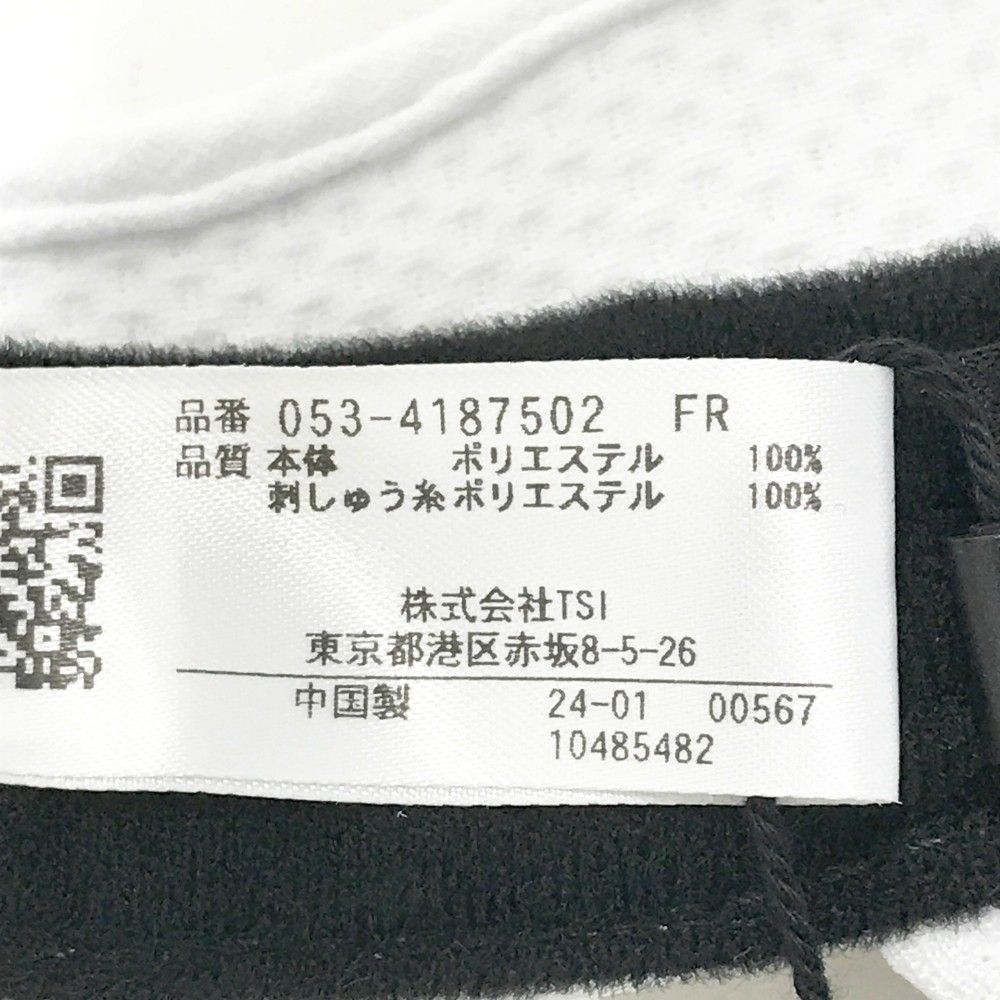 品番 053-4187502 FR
品質 本体 ポリエステル 100%
刺しゅう糸 ポリエステル 100%
株式会社TSI
東京都港区赤坂8-5-26
中国製 24-01 00567
10485482